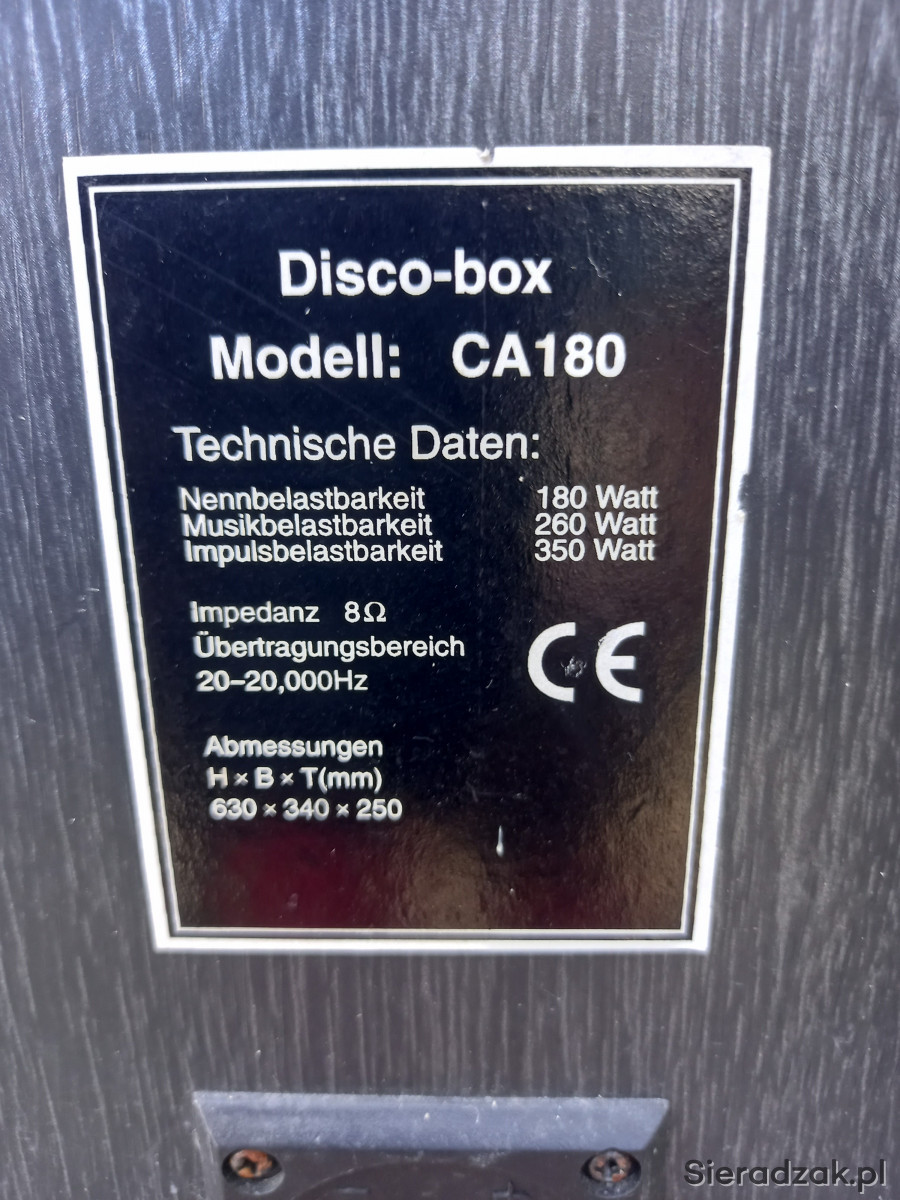 Disco-box
Modell: CA180
Technische Daten:
Nennbelastbarkeit 180 Watt
Musikbelastbarkeit 260 Watt
Impulsbelastbarkeit 350 Watt
Impedanz 8Ω
Übertragungsbereich
20–20,000Hz
CE
Abmessungen
H × B × T(mm)
630 × 340 × 250
Sieradzak.pl